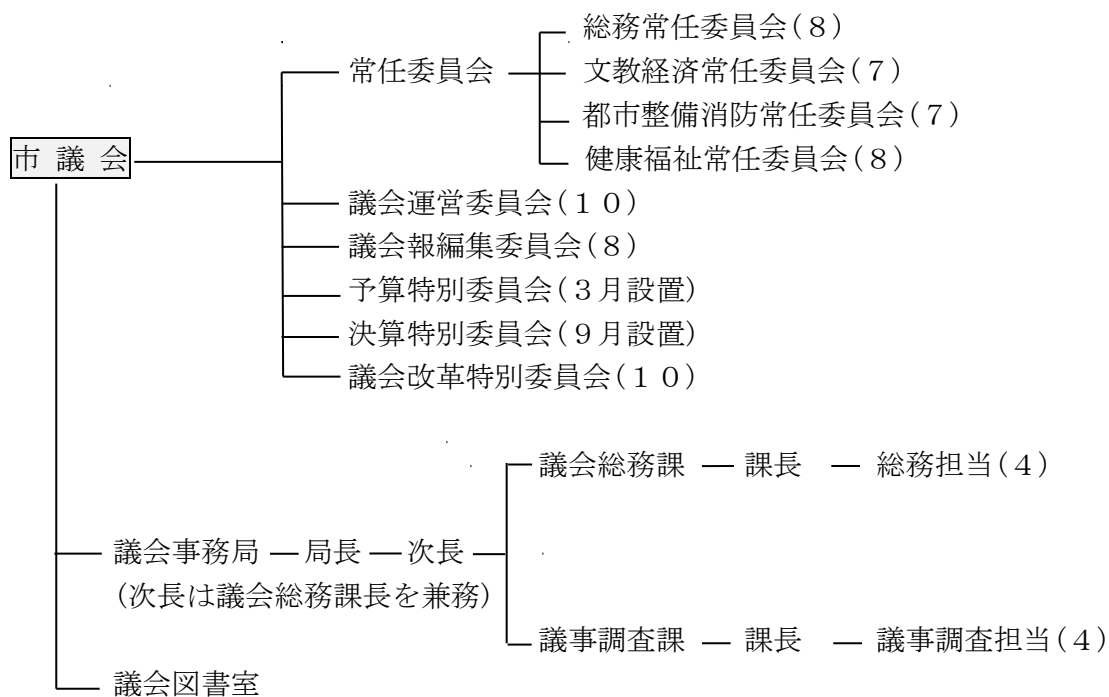 総務常任委員会(８)
常任委員会
文教経済常任委員会(７)
都市整備消防常任委員会(７)
市 議 会
健康福祉常任委員会(８)
議会運営委員会(１０)
議会報編集委員会(８)
予算特別委員会(３月設置)
決算特別委員会(９月設置)
議会改革特別委員会(１０)
議会総務課 課長 総務担当(４)
議会事務局 局長 次長
(次長は議会総務課長を兼務)
議事調査課 課長 議事調査担当(４)
議会図書室